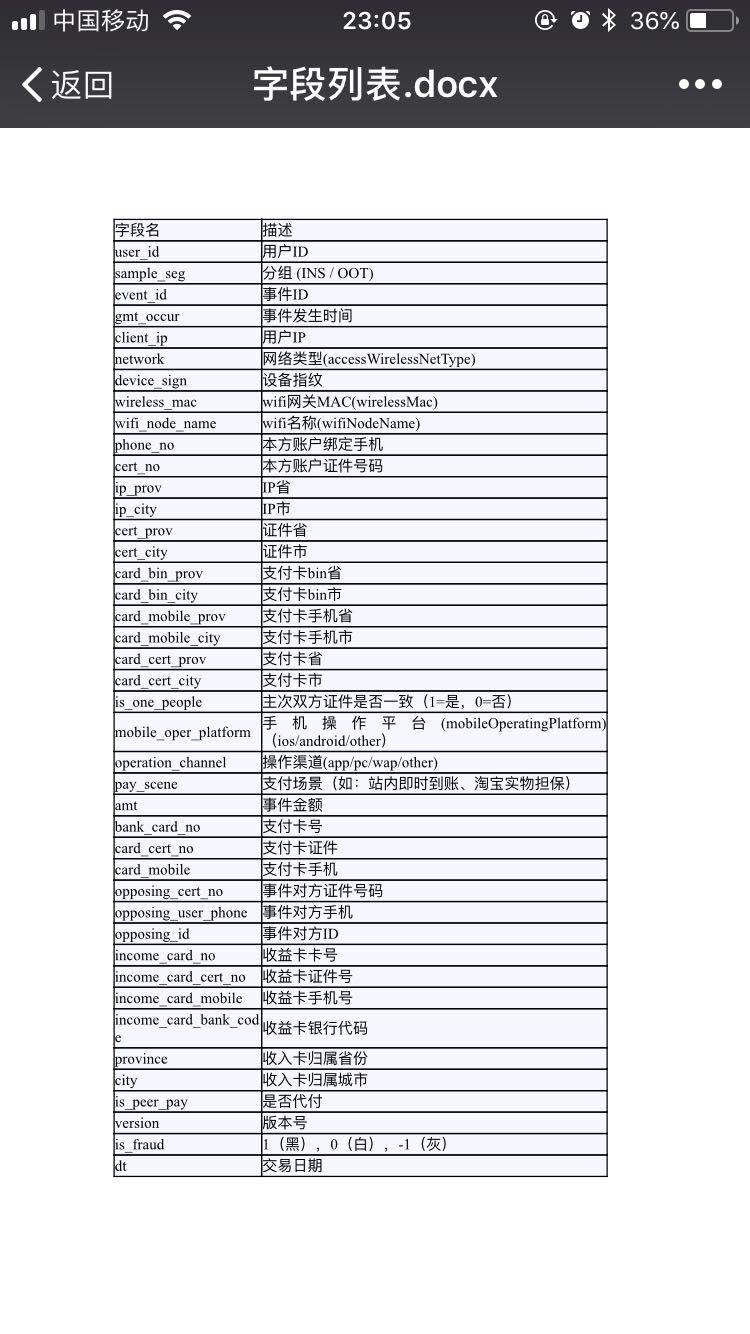 中国移动 23:05 36%
返回 字段列表.docx
字段名 描述
user_id 用户ID
sample_seg 分组 (INS / OOT)
event_id 事件ID
gmt_occur 事件发生时间
client_ip 用户IP
network 网络类型(accessWirelessNetType)
device_sign 设备指纹
wireless_mac wifi网关MAC(wirelessMac)
wifi_node_name wifi名称(wifiNodeName)
phone_no 本方账户绑定手机
cert_no 本方账户证件号码
ip_prov IP省
ip_city IP市
cert_prov 证件省
cert_city 证件市
card_bin_prov 支付卡bin省
card_bin_city 支付卡bin市
card_mobile_prov 支付卡手机省
card_mobile_city 支付卡手机市
card_cert_prov 支付卡省
card_cert_city 支付卡市
is_one_people 主次双方证件是否一致（1=是，0=否）
mobile_oper_platform 手机操作平台 (mobileOperatingPlatform)
（ios/android/other）
operation_channel 操作渠道(app/pc/wap/other)
pay_scene 支付场景（如：站内即时到账、淘宝实物担保）
amt 事件金额
bank_card_no 支付卡号
card_cert_no 支付卡证件
card_mobile 支付卡手机
opposing_cert_no 事件对方证件号码
opposing_user_phone 事件对方手机
opposing_id 事件对方ID
income_card_no 收益卡卡号
income_card_cert_no 收益卡证件号
income_card_mobile 收益卡手机号
income_card_bank_cod
e 收益卡银行代码
province 收入卡归属省份
city 收入卡归属城市
is_peer_pay 是否代付
version 版本号
is_fraud 1（黑），0（白），-1（灰）
dt 交易日期